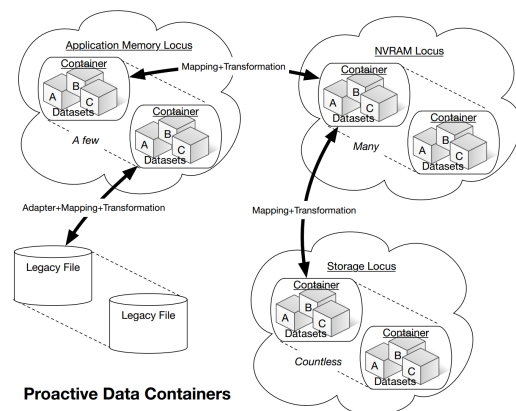 Application Memory Locus
Container
A
B
C
Datasets
A few
Container
A
B
C
Datasets
Mapping+Transformation
NVRAM Locus
Container
A
B
C
Datasets
Many
Container
A
B
C
Datasets
Adapter+Mapping+Transformation
Mapping+Transformation
Legacy File
Legacy File
Storage Locus
Container
A
B
C
Datasets
Countless
Container
A
B
C
Datasets
Proactive Data Containers